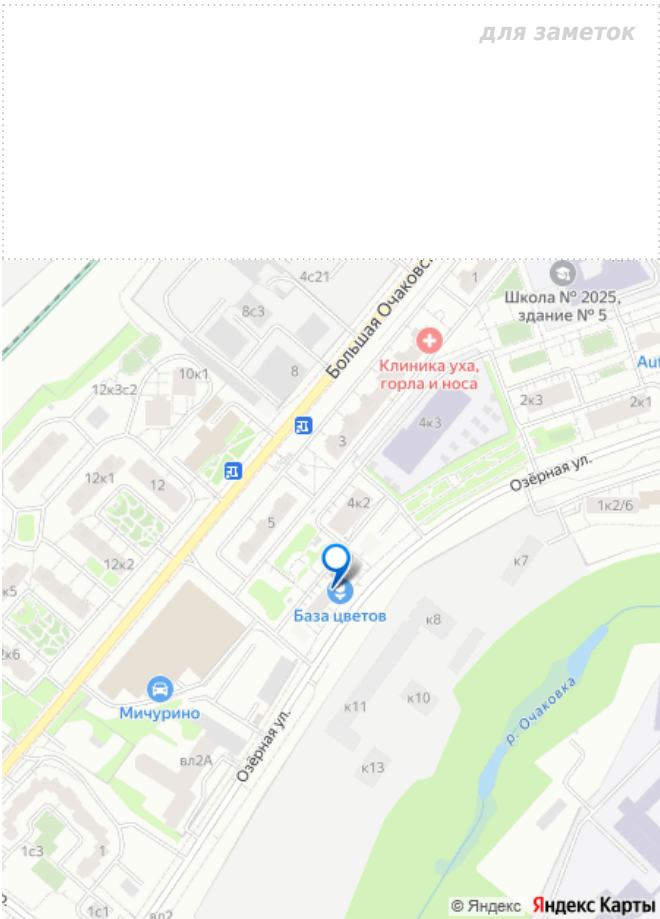 для заметок
4с21
Большая Очаковс
1
Школа № 2025,
здание № 5
8с3
8
Клиника уха,
горла и носа
Aut
10к1
12к3с2
2к3
2к1
4к3
3
12к1
12
Озёрная ул.
4к2
1к2/6
5
12к2
к7
к5
База цветов
к8
2к6
Мичурино
к11
к10
р. Очаковка
Озёрная ул.
вл2А
к13
1с3
1
1с1
вл2
© Яндекс Яндекс Карты